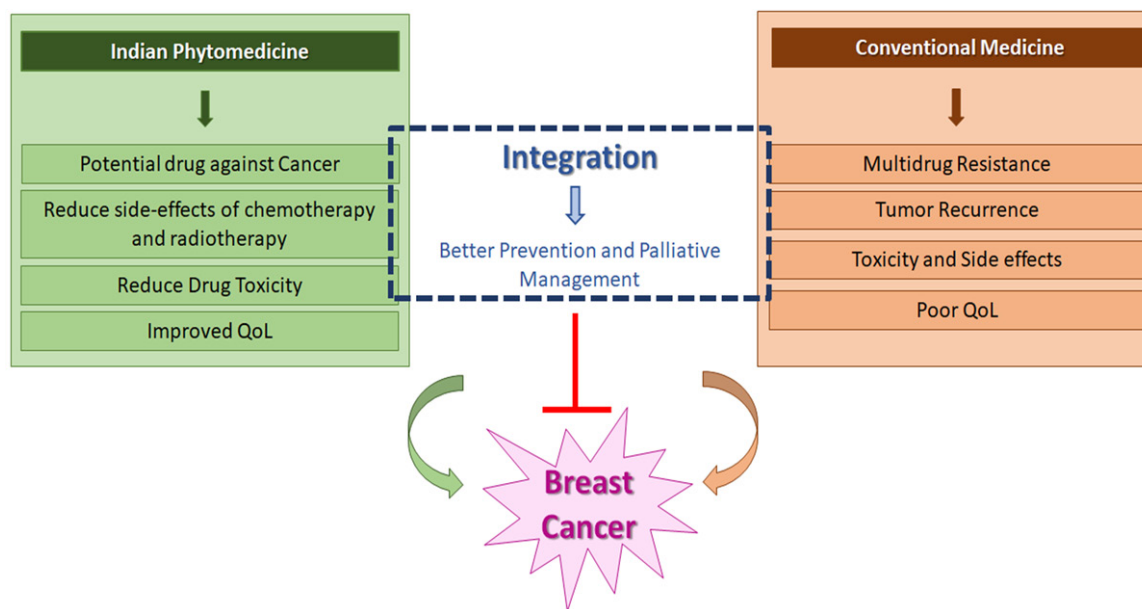 Indian Phytomedicine
Potential drug against Cancer
Reduce side-effects of chemotherapy
and radiotherapy
Reduce Drug Toxicity
Improved QoL
Integration
Better Prevention and Palliative
Management
Conventional Medicine
Multidrug Resistance
Tumor Recurrence
Toxicity and Side effects
Poor QoL
Breast
Cancer